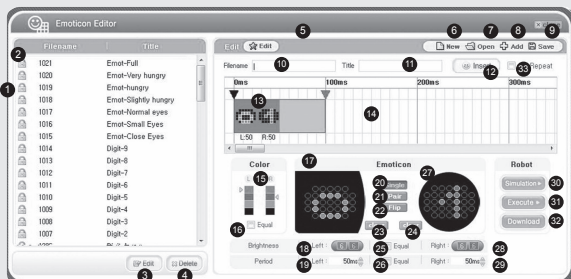 Emoticon Editor
Filename Title
1021 Emot-Full
1020 Emot-Very hungry
1019 Emot-hungry
1018 Emot-Slightly hungry
1017 Emot-Normal eyes
1016 Emot-Small Eyes
1015 Emot-Close Eyes
1014 Digit-9
1013 Digit-8
1012 Digit-7
1011 Digit-6
1010 Digit-5
1009 Digit-4
1008 Digit-3
1007 Digit-2
Edit Delete
1 2 3 4
5 6 7 8 9
Edit Edit New Open Add Save
Filename 10 Title 11 Insert 12 33 Repeat
0ms 100ms 200ms 300ms
13 14
L:50 R:50
Color Emoticon Robot
15 L R
16 Equal
17 27
20 Single
21 Pair
22 Flip
23 24
Simulation 30
Execute 31
Download 32
Brightness 18 Left 25 Equal Right 28
Period 19 Left 50ms 26 Equal Right 50ms 29